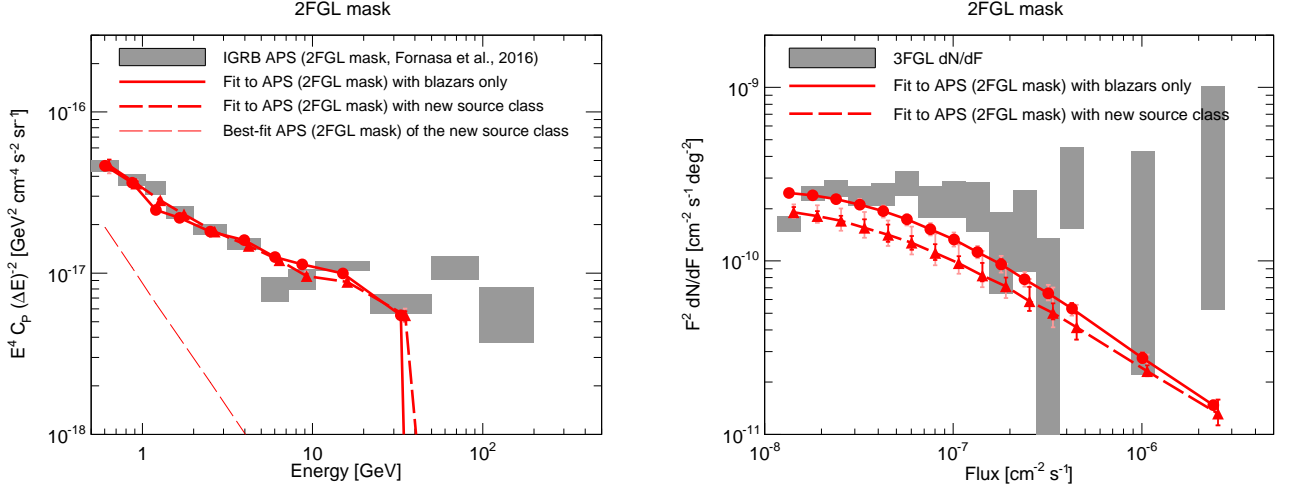 2FGL mask
IGRB APS (2FGL mask, Fornasa et al., 2016)
Fit to APS (2FGL mask) with blazars only
Fit to APS (2FGL mask) with new source class
Best-fit APS (2FGL mask) of the new source class
E⁴ C_P (ΔE)⁻² [GeV² cm⁻⁴ s⁻² sr⁻¹]
10⁻¹⁶
10⁻¹⁷
10⁻¹⁸
1 10 10²
Energy [GeV]
2FGL mask
3FGL dN/dF
Fit to APS (2FGL mask) with blazars only
Fit to APS (2FGL mask) with new source class
F² dN/dF [cm⁻² s⁻¹ deg⁻²]
10⁻⁹
10⁻¹⁰
10⁻¹¹
10⁻⁸ 10⁻⁷ 10⁻⁶
Flux [cm⁻² s⁻¹]